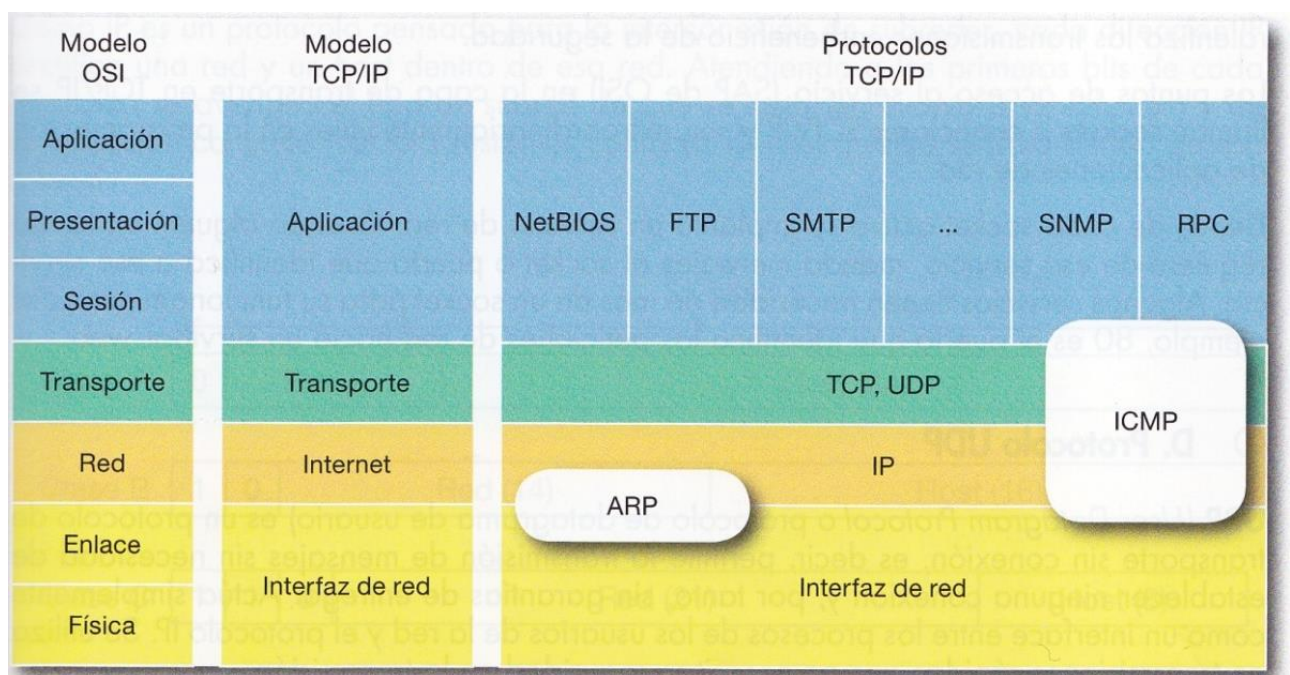 Modelo
OSI
Modelo
TCP/IP
Protocolos
TCP/IP
Aplicación
Presentación
Aplicación
NetBIOS
FTP
SMTP
...
SNMP
RPC
Sesión
Transporte
Transporte
TCP, UDP
ICMP
Red
Internet
IP
ARP
Enlace
Interfaz de red
Interfaz de red
Física